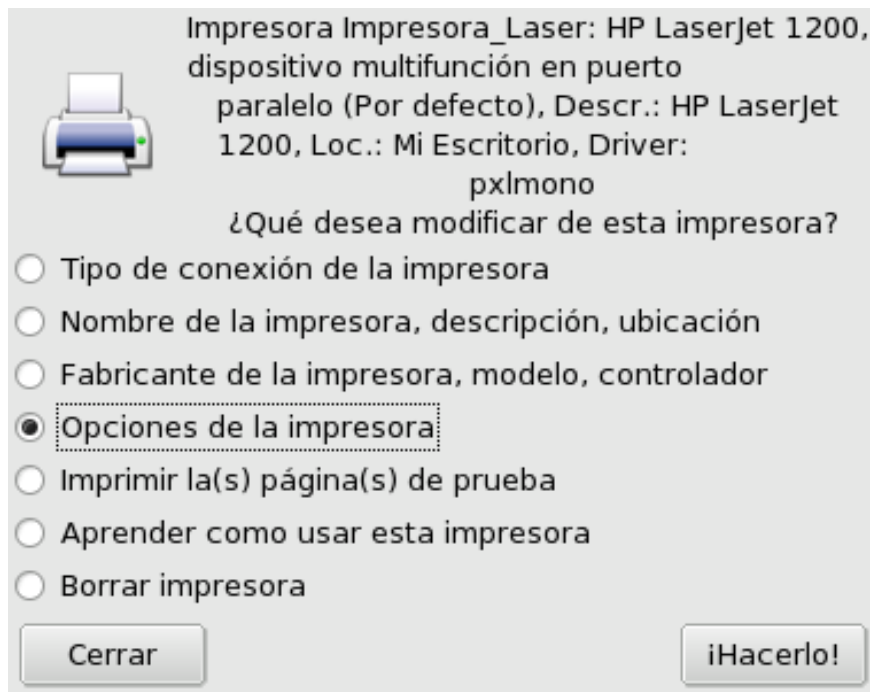 Impresora Impresora_Laser: HP LaserJet 1200,
dispositivo multifunción en puerto
paralelo (Por defecto), Descr.: HP LaserJet
1200, Loc.: Mi Escritorio, Driver:
pxlmono
¿Qué desea modificar de esta impresora?
Tipo de conexión de la impresora
Nombre de la impresora, descripción, ubicación
Fabricante de la impresora, modelo, controlador
Opciones de la impresora
Imprimir la(s) página(s) de prueba
Aprender como usar esta impresora
Borrar impresora
Cerrar
¡Hacerlo!